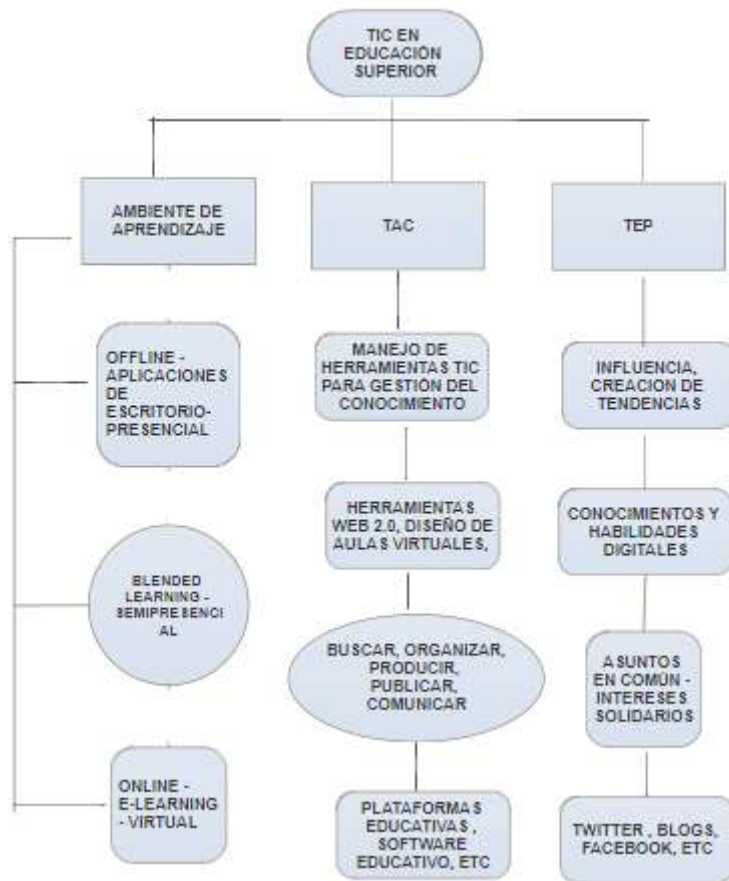 TIC EN
EDUCACIÓN
SUPERIOR
AMBIENTE DE
APRENDIZAJE
TAC
TEP
OFFLINE -
APLICACIONES
DE
ESCRITORIO-
PRESENCIAL
MANEJO DE
HERRAMIENTAS TIC
PARA GESTIÓN DEL
CONOCIMIENTO
INFLUENCIA,
CREACION DE
TENDENCIAS
HERRAMIENTAS
WEB 2.0, DISEÑO DE
AULAS VIRTUALES,
CONOCIMIENTOS Y
HABILIDADES
DIGITALES
BLENDED
LEARNING -
SEMIPRESENCI
AL
BUSCAR, ORGANIZAR,
PRODUCIR,
PUBLICAR,
COMUNICAR
ASUNTOS
EN COMÚN -
INTERESES
SOLIDARIOS
ONLINE -
E-LEARNING
- VIRTUAL
PLATAFORMAS
EDUCATIVAS ,
SOFTWARE
EDUCATIVO, ETC
TWITTER , BLOGS,
FACEBOOK, ETC